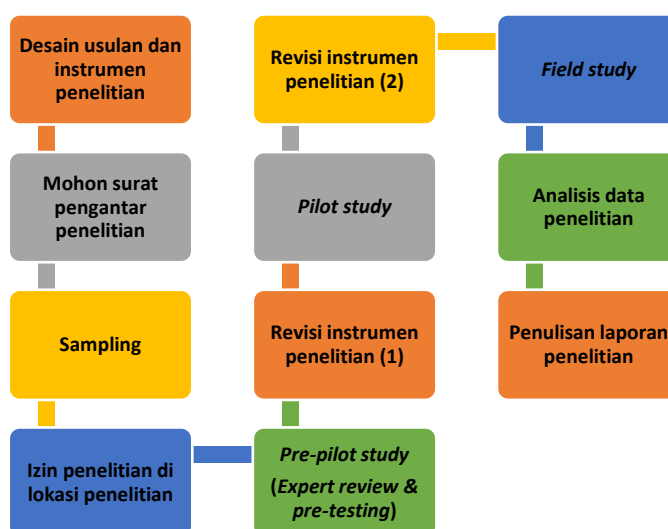 Desain usulan dan
instrumen
penelitian
Mohon surat
pengantar
penelitian
Sampling
Izin penelitian di
lokasi penelitian
Pre-pilot study
(Expert review &
pre-testing)
Revisi instrumen
penelitian (1)
Pilot study
Revisi instrumen
penelitian (2)
Field study
Analisis data
penelitian
Penulisan laporan
penelitian